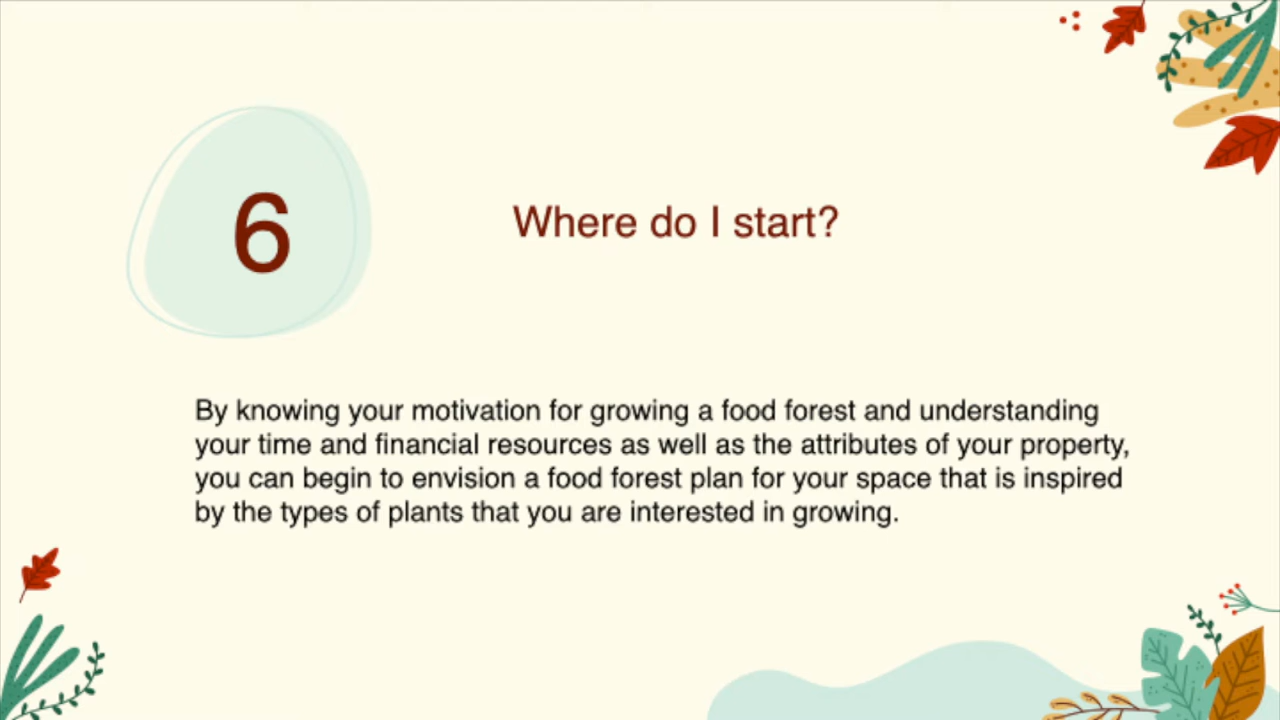 6
Where do I start?
By knowing your motivation for growing a food forest and understanding
your time and financial resources as well as the attributes of your property,
you can begin to envision a food forest plan for your space that is inspired
by the types of plants that you are interested in growing.